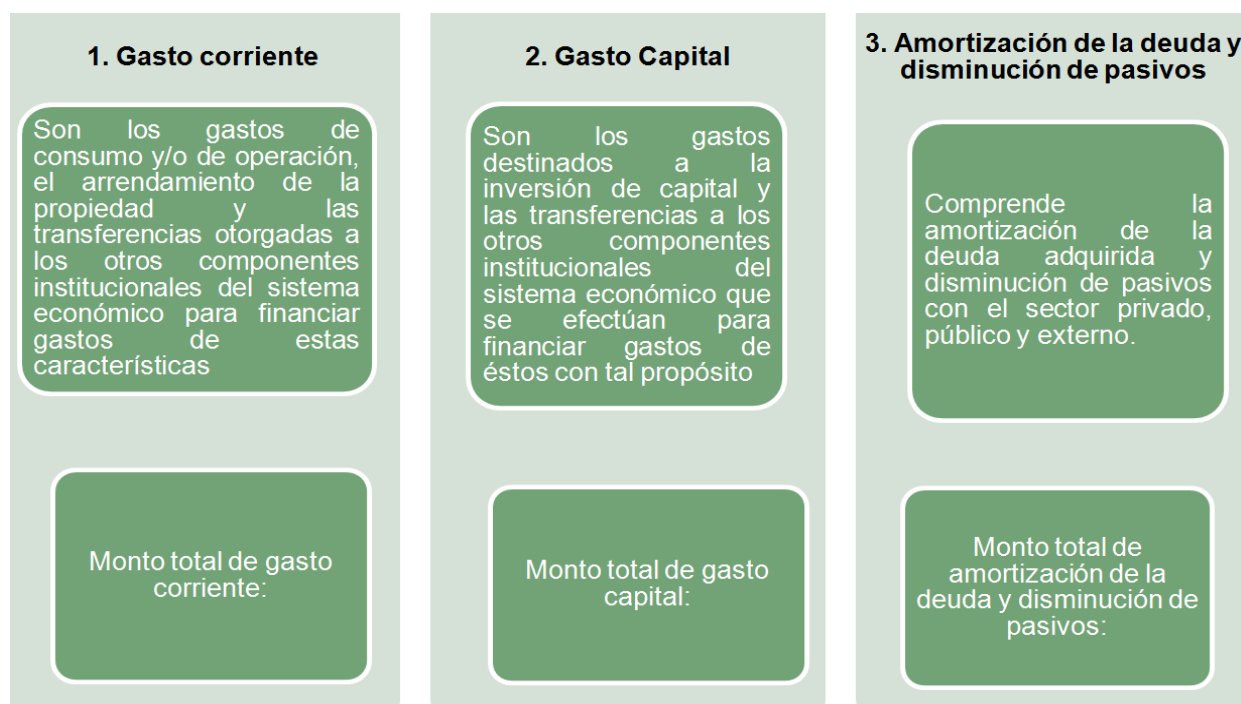 1. Gasto corriente
Son los gastos de
consumo y/o de operación,
el arrendamiento de la
propiedad y las
transferencias otorgadas a
los otros componentes
institucionales del sistema
económico para financiar
gastos de estas
características
Monto total de gasto
corriente:
2. Gasto Capital
Son los gastos
destinados a la
inversión de capital y
las transferencias a los
otros componentes
institucionales del
sistema económico que
se efectúan para
financiar gastos de
éstos con tal propósito
Monto total de gasto
capital:
3. Amortización de la deuda y
disminución de pasivos
Comprende la
amortización de la
deuda adquirida y
disminución de pasivos
con el sector privado,
público y externo.
Monto total de
amortización de la
deuda y disminución de
pasivos: